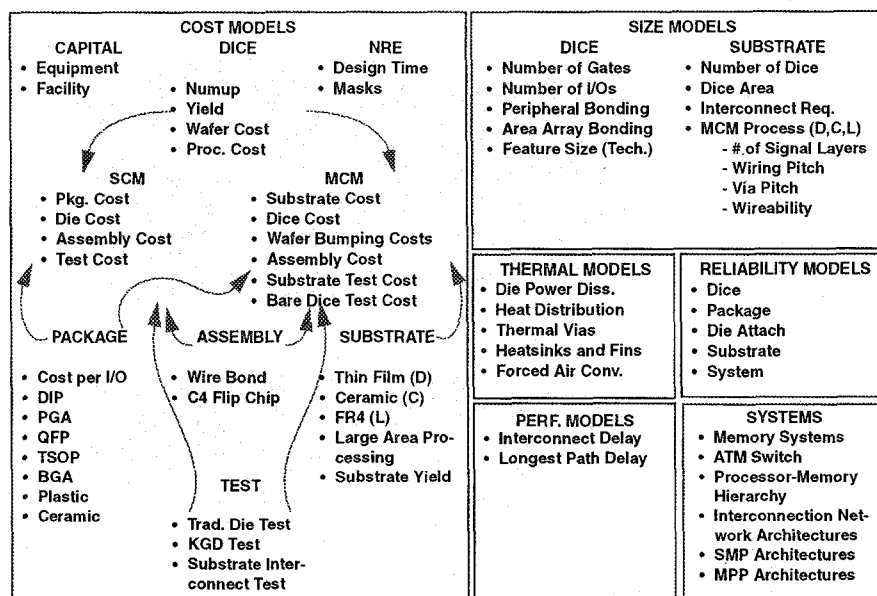 COST MODELS
CAPITAL
• Equipment
• Facility
DICE
• Numup
• Yield
• Wafer Cost
• Proc. Cost
NRE
• Design Time
• Masks
SCM
• Pkg. Cost
• Die Cost
• Assembly Cost
• Test Cost
MCM
• Substrate Cost
• Dice Cost
• Wafer Bumping Costs
• Assembly Cost
• Substrate Test Cost
• Bare Dice Test Cost
PACKAGE
• Cost per I/O
• DIP
• PGA
• QFP
• TSOP
• BGA
• Plastic
• Ceramic
ASSEMBLY
• Wire Bond
• C4 Flip Chip
SUBSTRATE
• Thin Film (D)
• Ceramic (C)
• FR4 (L)
• Large Area Pro-
cessing
• Substrate Yield
TEST
• Trad. Die Test
• KGD Test
• Substrate Inter-
connect Test
SIZE MODELS
DICE
• Number of Gates
• Number of I/Os
• Peripheral Bonding
• Area Array Bonding
• Feature Size (Tech.)
SUBSTRATE
• Number of Dice
• Dice Area
• Interconnect Req.
• MCM Process (D,C,L)
- # of Signal Layers
- Wiring Pitch
- Via Pitch
- Wireability
THERMAL MODELS
• Die Power Diss.
• Heat Distribution
• Thermal Vias
• Heatsinks and Fins
• Forced Air Conv.
RELIABILITY MODELS
• Dice
• Package
• Die Attach
• Substrate
• System
PERF. MODELS
• Interconnect Delay
• Longest Path Delay
SYSTEMS
• Memory Systems
• ATM Switch
• Processor-Memory
Hierarchy
• Interconnection Net-
work Architectures
• SMP Architectures
• MPP Architectures